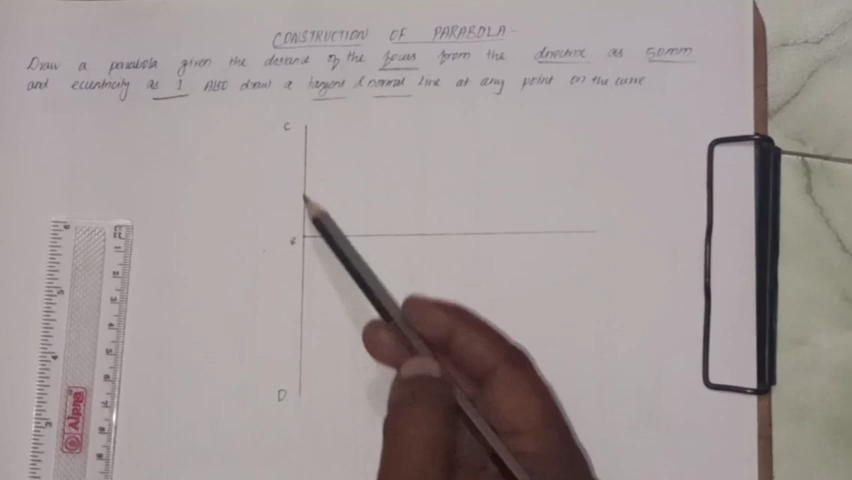 CONSTRUCTION OF PARABOLA-
Draw a parabola given the distance of the focus from the directrix as 50mm
and eccentricity as 1 Also draw a tangent & normal line at any point on the curve
C
D
Alpha